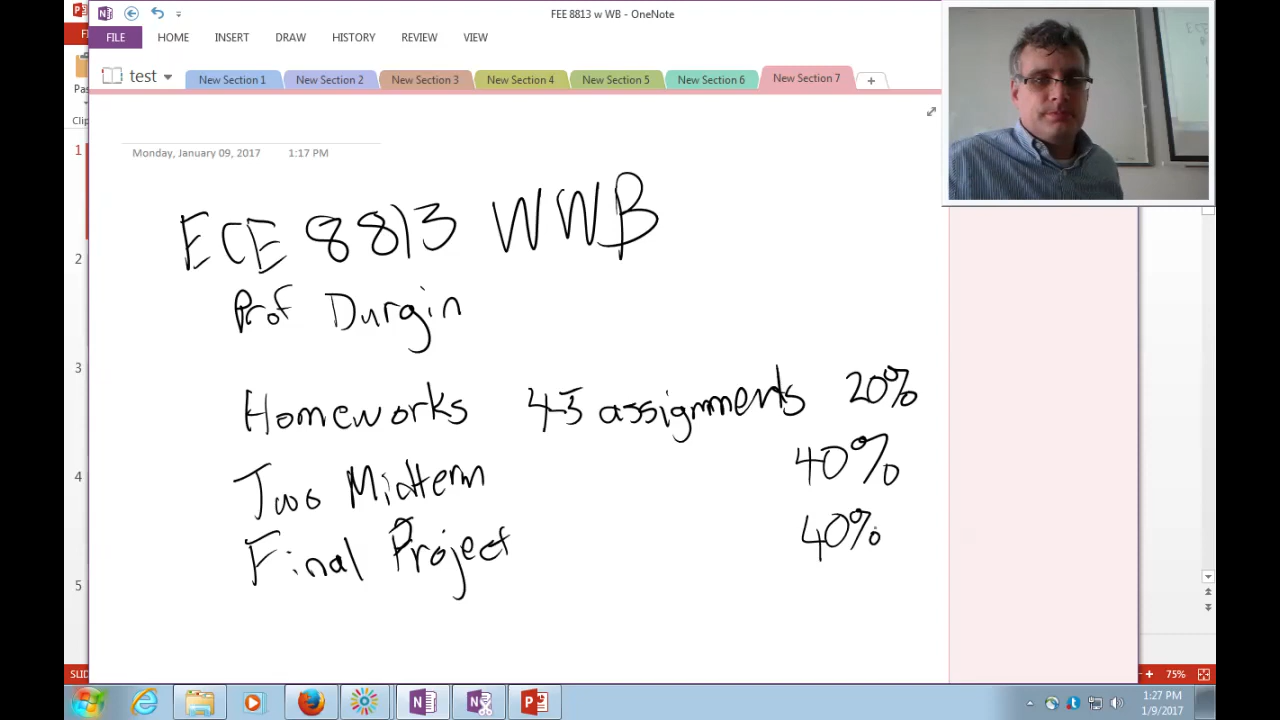 FEE 8813 w WB - OneNote
FILE HOME INSERT DRAW HISTORY REVIEW VIEW
test
New Section 1 New Section 2 New Section 3 New Section 4 New Section 5 New Section 6 New Section 7
Monday, January 09, 2017 1:17 PM
ECE 8813 WWB
Prof Durgin
Homeworks 4-5 assignments 20%
Two Midterm 40%
Final Project 40%
1
2
3
4
5
75%
1:27 PM
1/9/2017